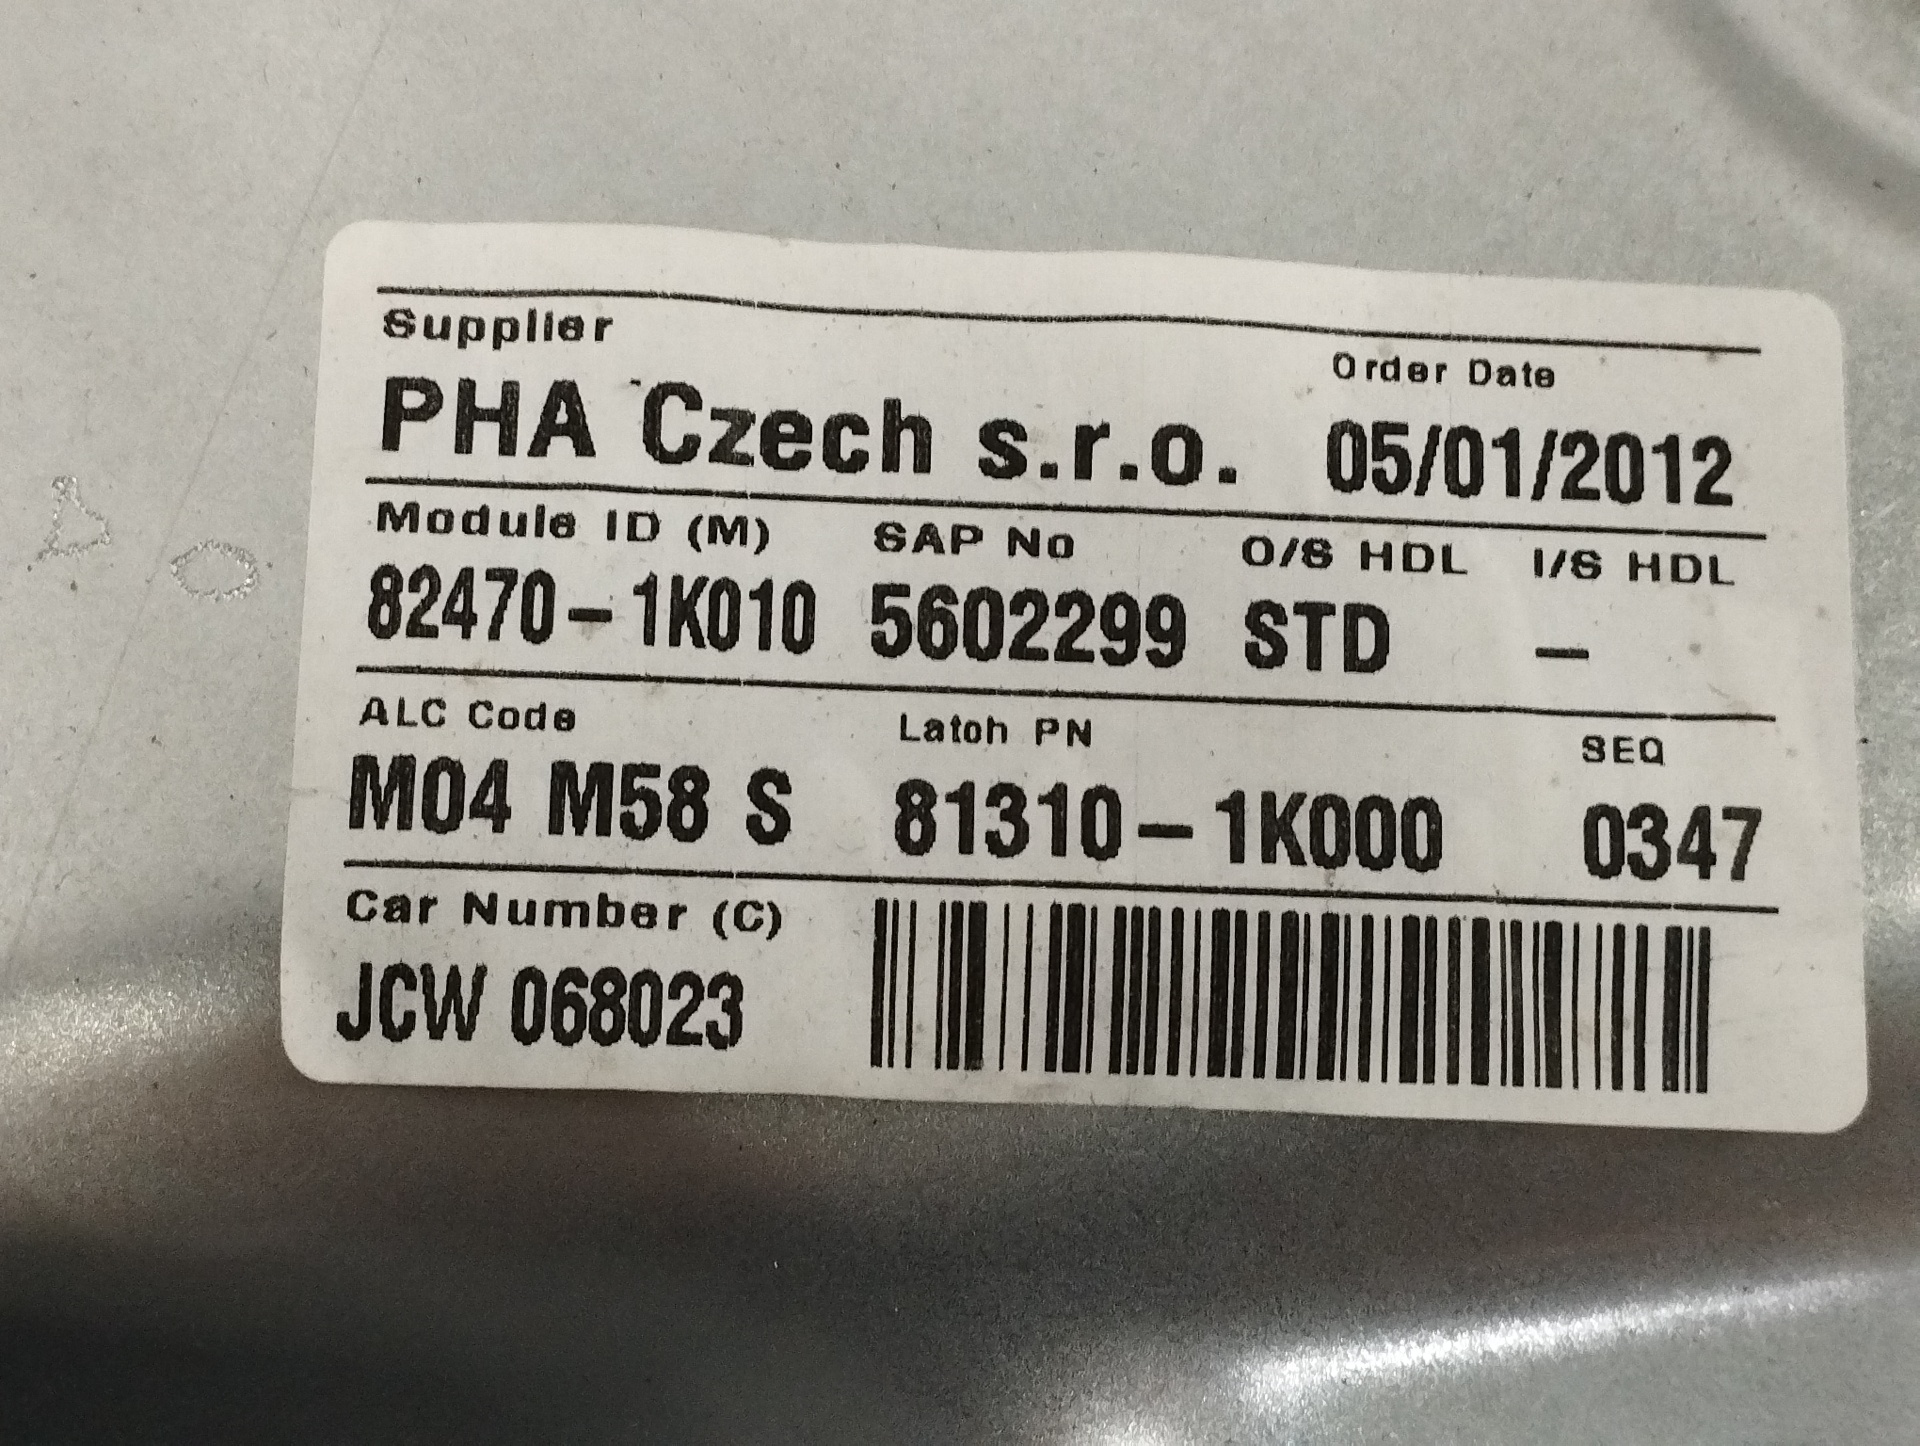 Supplier
Order Date
PHA Czech s.r.o. 05/01/2012
Module ID (M) SAP No O/S HDL I/S HDL
82470-1K010 5602299 STD -
ALC Code Latch PN SEQ
M04 M58 S 81310-1K000 0347
Car Number (C)
JCW 068023